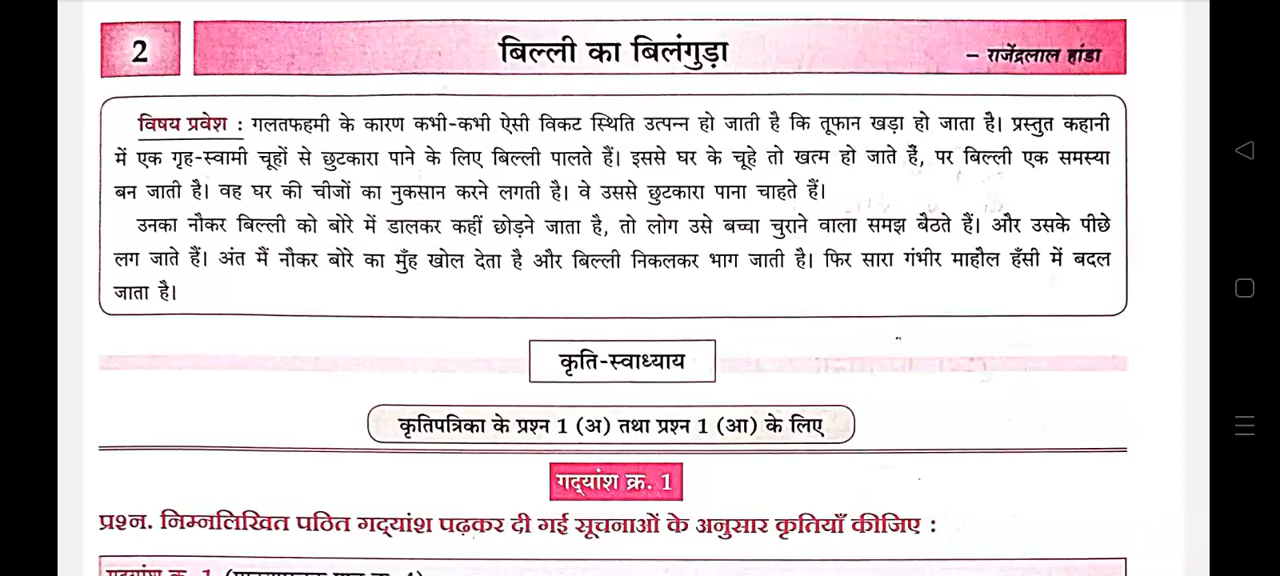 2
बिल्ली का बिलंगुड़ा
– राजेंद्रलाल हांडा
विषय प्रवेश : गलतफहमी के कारण कभी-कभी ऐसी विकट स्थिति उत्पन्न हो जाती है कि तूफान खड़ा हो जाता है। प्रस्तुत कहानी
में एक गृह-स्वामी चूहों से छुटकारा पाने के लिए बिल्ली पालते हैं। इससे घर के चूहे तो खत्म हो जाते हैं, पर बिल्ली एक समस्या
बन जाती है। वह घर की चीजों का नुकसान करने लगती है। वे उससे छुटकारा पाना चाहते हैं।
उनका नौकर बिल्ली को बोरे में डालकर कहीं छोड़ने जाता है, तो लोग उसे बच्चा चुराने वाला समझ बैठते हैं। और उसके पीछे
लग जाते हैं। अंत मैं नौकर बोरे का मुँह खोल देता है और बिल्ली निकलकर भाग जाती है। फिर सारा गंभीर माहौल हँसी में बदल
जाता है।
कृति-स्वाध्याय
कृतिपत्रिका के प्रश्न 1 (अ) तथा प्रश्न 1 (आ) के लिए
गद्यांश क्र. 1
प्रश्न. निम्नलिखित पठित गद्यांश पढ़कर दी गई सूचनाओं के अनुसार कृतियाँ कीजिए :